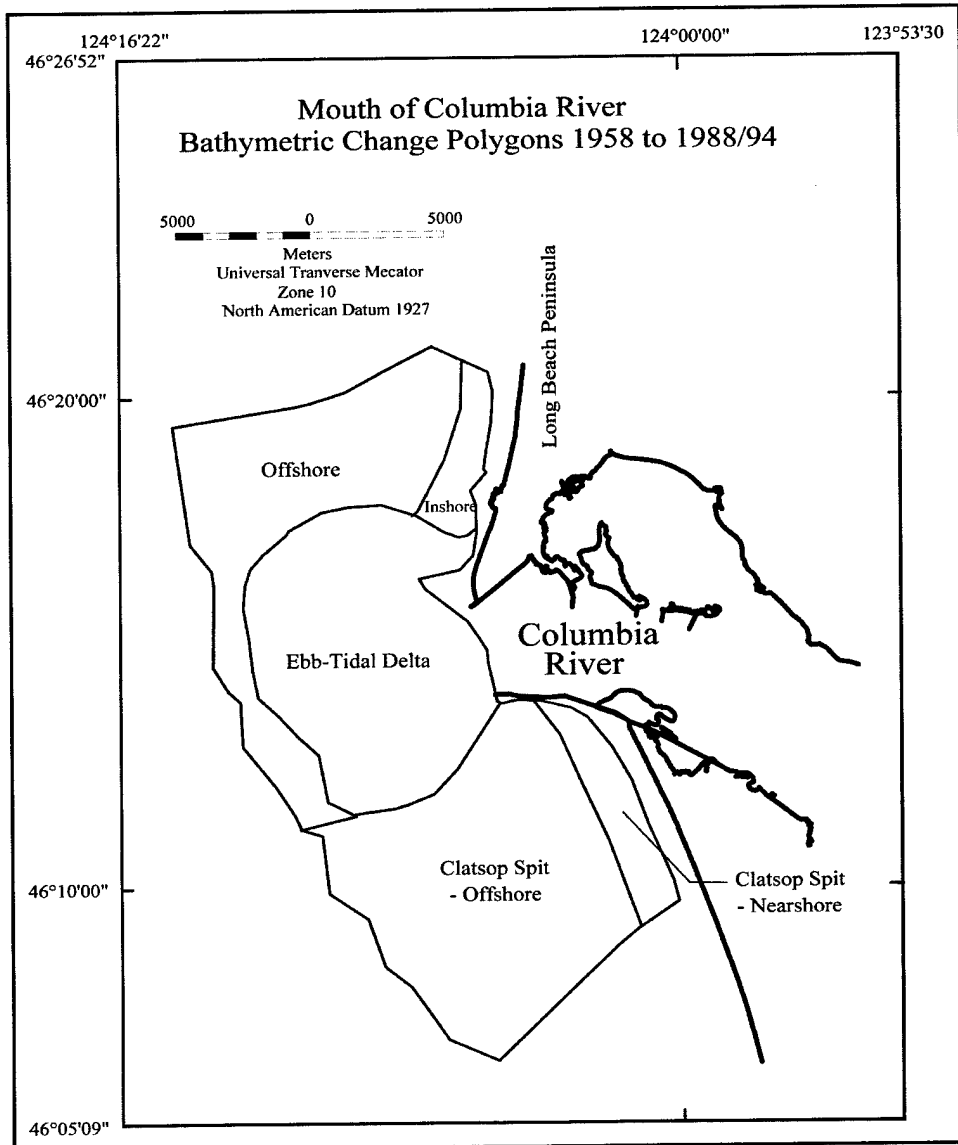 124°16'22"
124°00'00"
123°53'30
46°26'52"
Mouth of Columbia River
Bathymetric Change Polygons 1958 to 1988/94
5000 0 5000
Meters
Universal Tranverse Mecator
Zone 10
North American Datum 1927
Long Beach Peninsula
46°20'00"
Offshore
Inshore
Columbia
River
Ebb-Tidal Delta
Clatsop Spit
- Offshore
Clatsop Spit
- Nearshore
46°10'00"
46°05'09"